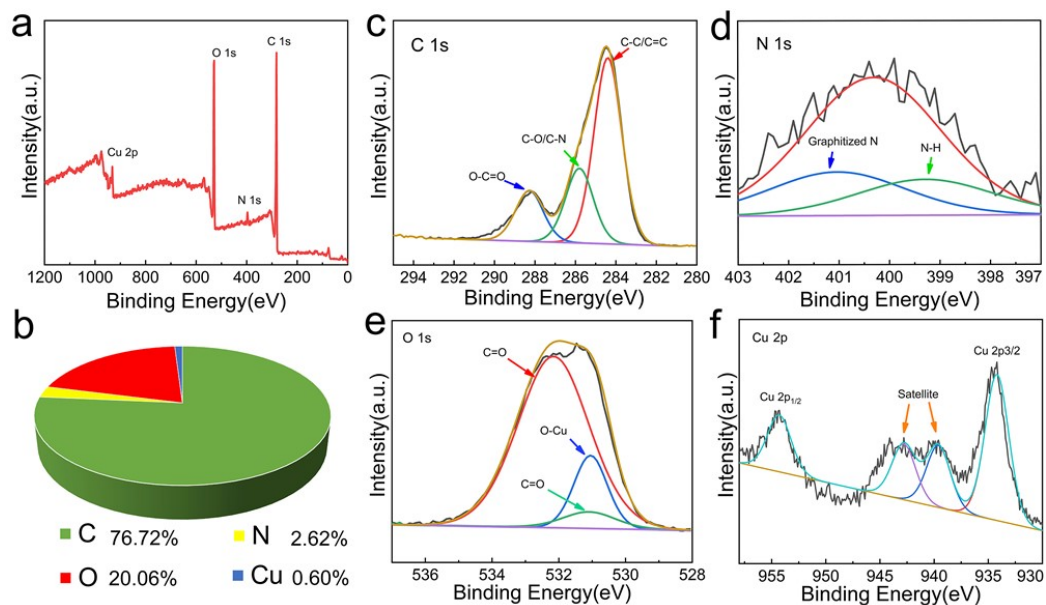 a
Intensity(a.u.)
Cu 2p
O 1s
N 1s
C 1s
1200 1000 800 600 400 200 0
Binding Energy(eV)
b
C 76.72%
N 2.62%
O 20.06%
Cu 0.60%
c
C 1s
Intensity(a.u.)
C-C/C=C
C-O/C-N
O-C=O
294 292 290 288 286 284 282 280
Binding Energy(eV)
d
N 1s
Intensity(a.u.)
Graphitized N
N-H
403 402 401 400 399 398 397
Binding Energy(eV)
e
O 1s
Intensity(a.u.)
C=O
O-Cu
C=O
536 534 532 530 528
Binding Energy(eV)
f
Cu 2p
Intensity(a.u.)
Cu 2p3/2
Cu 2p1/2
Satellite
955 950 945 940 935 930
Binding Energy(eV)